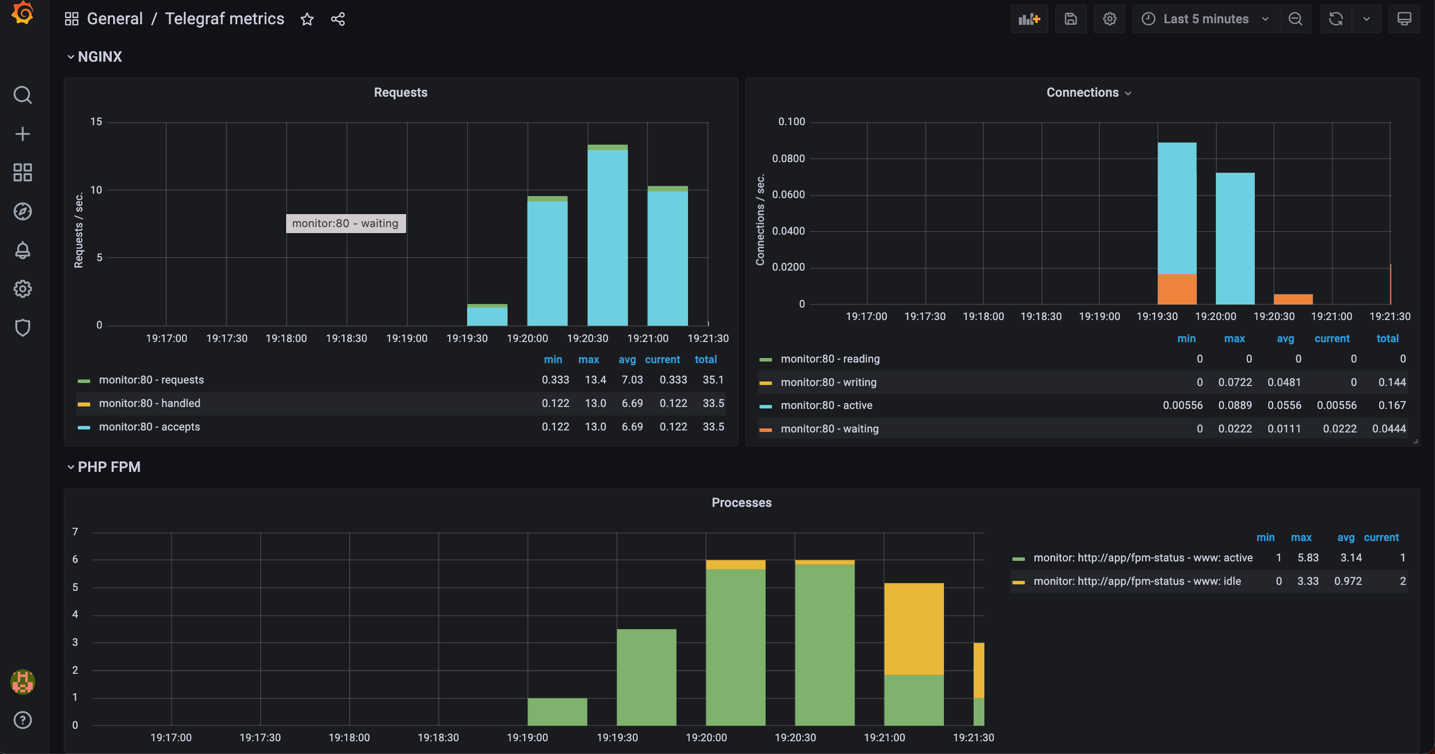 General / Telegraf metrics
Last 5 minutes
NGINX
Requests
Requests / sec.
15
10
5
0
monitor:80 - waiting
19:17:00 19:17:30 19:18:00 19:18:30 19:19:00 19:19:30 19:20:00 19:20:30 19:21:00 19:21:30
min max avg current total
monitor:80 - requests 0.333 13.4 7.03 0.333 35.1
monitor:80 - handled 0.122 13.0 6.69 0.122 33.5
monitor:80 - accepts 0.122 13.0 6.69 0.122 33.5
Connections
Connections / sec.
0.100
0.0800
0.0600
0.0400
0.0200
0
19:17:00 19:17:30 19:18:00 19:18:30 19:19:00 19:19:30 19:20:00 19:20:30 19:21:00 19:21:30
min max avg current total
monitor:80 - reading 0 0 0 0 0
monitor:80 - writing 0 0.0722 0.0481 0 0.144
monitor:80 - active 0.00556 0.0889 0.0556 0.00556 0.167
monitor:80 - waiting 0 0.0222 0.0111 0.0222 0.0444
PHP FPM
Processes
7
6
5
4
3
2
1
0
19:17:00 19:17:30 19:18:00 19:18:30 19:19:00 19:19:30 19:20:00 19:20:30 19:21:00 19:21:30
min max avg current
monitor: http://app/fpm-status - www: active 1 5.83 3.14 1
monitor: http://app/fpm-status - www: idle 0 3.33 0.972 2